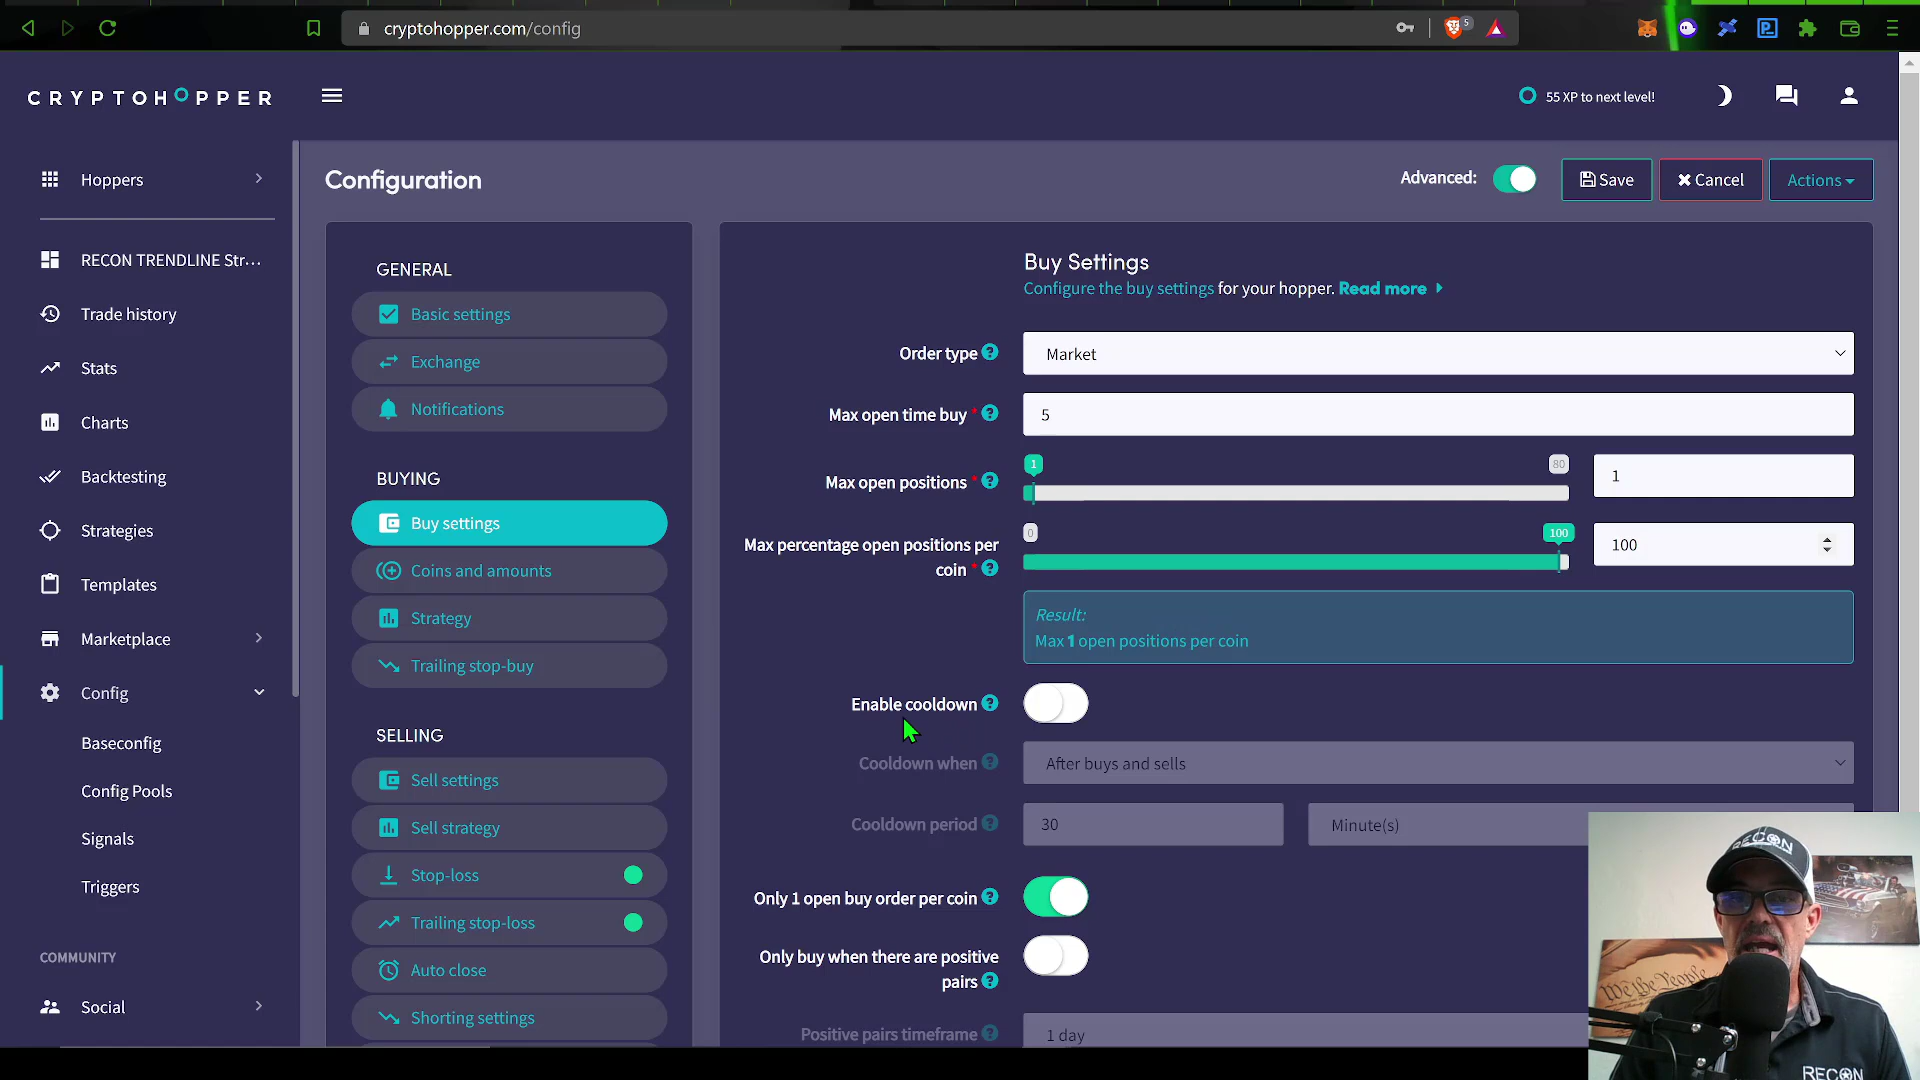 cryptohopper.com/config
5
CRYPTOHOPPER
55 XP to next level!
Hoppers
RECON TRENDLINE Str...
Trade history
Stats
Charts
Backtesting
Strategies
Templates
Marketplace
Config
Baseconfig
Config Pools
Signals
Triggers
COMMUNITY
Social
Configuration
Advanced:
Save
Cancel
Actions
GENERAL
Basic settings
Exchange
Notifications
BUYING
Buy settings
Coins and amounts
Strategy
Trailing stop-buy
SELLING
Sell settings
Sell strategy
Stop-loss
Trailing stop-loss
Auto close
Shorting settings
Buy Settings
Configure the buy settings for your hopper. Read more
Order type ?
Market
Max open time buy * ?
5
Max open positions * ?
1
80
1
Max percentage open positions per
coin * ?
0
100
100
Result:
Max 1 open positions per coin
Enable cooldown ?
Cooldown when ?
After buys and sells
Cooldown period ?
30
Minute(s)
Only 1 open buy order per coin ?
Only buy when there are positive
pairs ?
Positive pairs timeframe ?
1 day
RECON
We the People
RECON